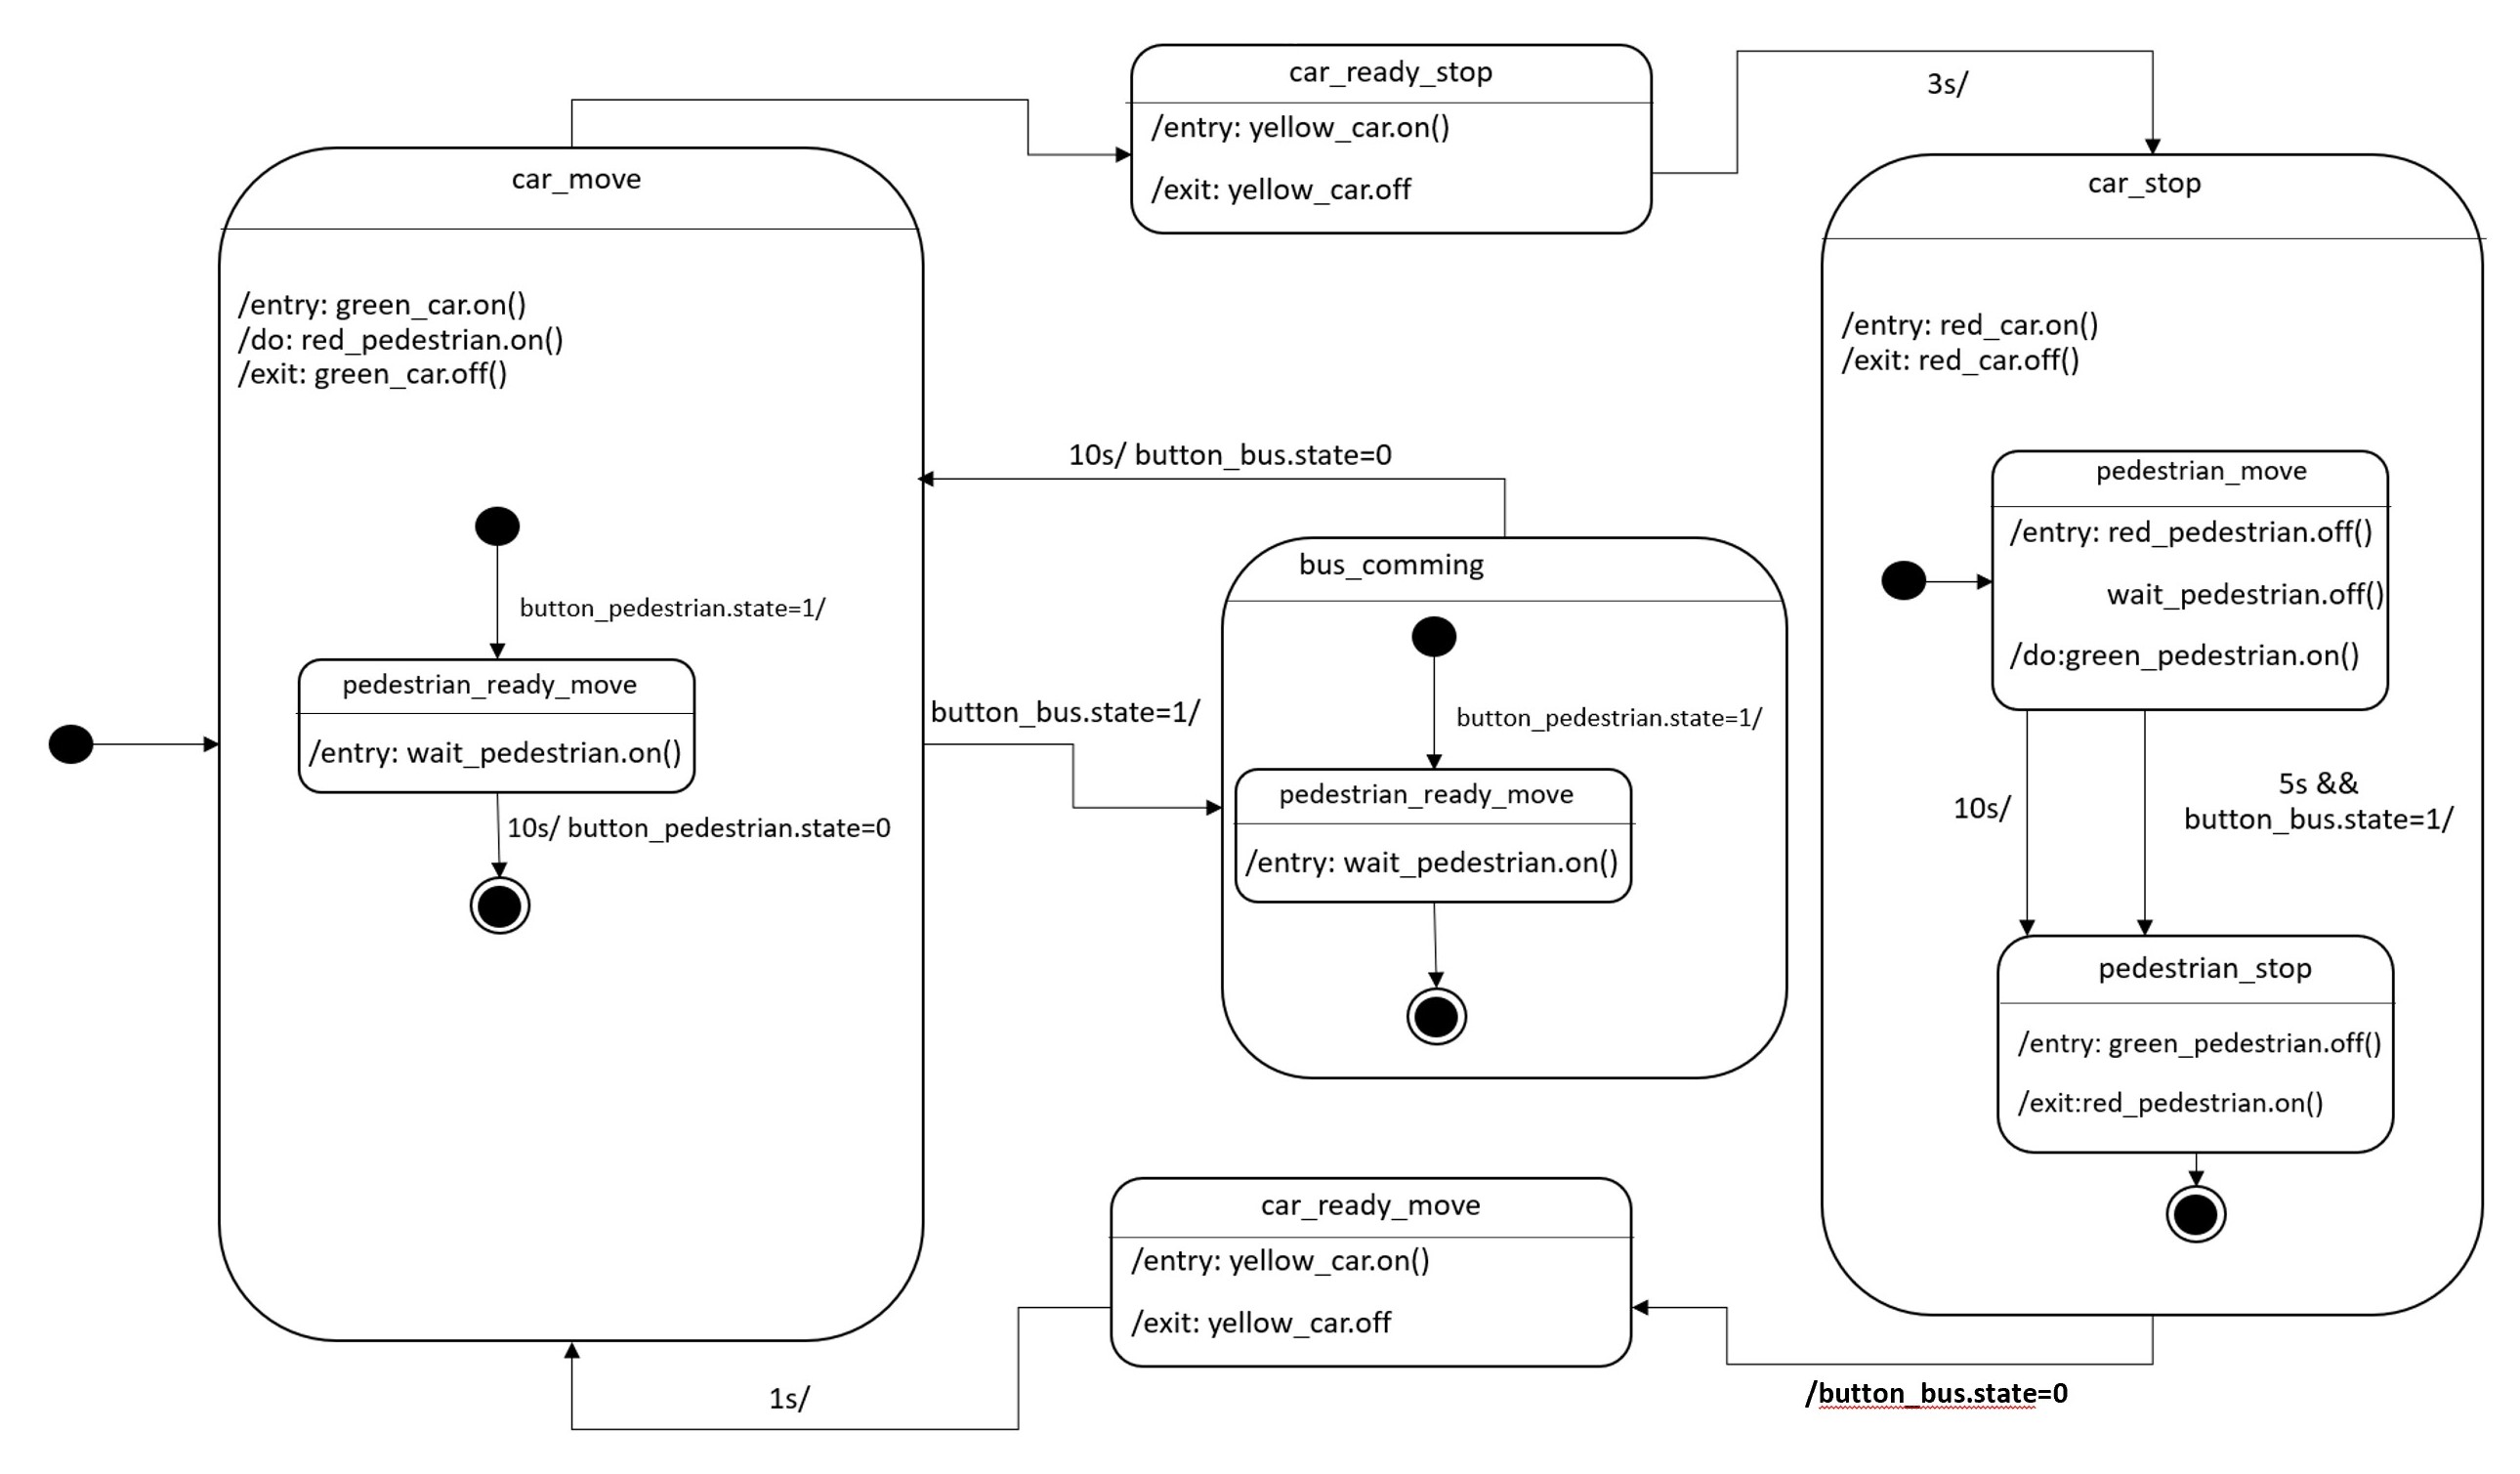 car_ready_stop
/entry: yellow_car.on()
/exit: yellow_car.off
3s/
car_move
/entry: green_car.on()
/do: red_pedestrian.on()
/exit: green_car.off()
button_pedestrian.state=1/
pedestrian_ready_move
/entry: wait_pedestrian.on()
10s/ button_pedestrian.state=0
10s/ button_bus.state=0
button_bus.state=1/
bus_comming
button_pedestrian.state=1/
pedestrian_ready_move
/entry: wait_pedestrian.on()
car_stop
/entry: red_car.on()
/exit: red_car.off()
pedestrian_move
/entry: red_pedestrian.off()
wait_pedestrian.off()
/do:green_pedestrian.on()
10s/
5s &&
button_bus.state=1/
pedestrian_stop
/entry: green_pedestrian.off()
/exit:red_pedestrian.on()
car_ready_move
/entry: yellow_car.on()
/exit: yellow_car.off
/button_bus.state=0
1s/